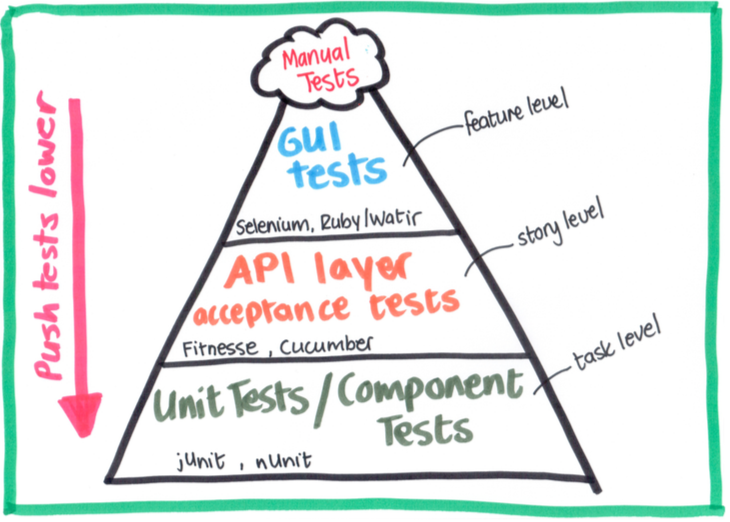 Manual
Tests
GUI
tests
feature level
Selenium, Ruby/Watir
Push tests lower
API layer
acceptance tests
story level
Fitnesse, Cucumber
Unit Tests / Component
Tests
task level
jUnit, nUnit